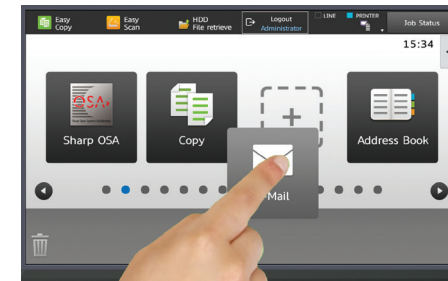 Easy
Copy
Easy
Scan
HDD
File retrieve
Logout
Administrator
LINE
PRINTER
Job Status
15:34
OSA
Sharp OSA
Copy
Address Book
Mail